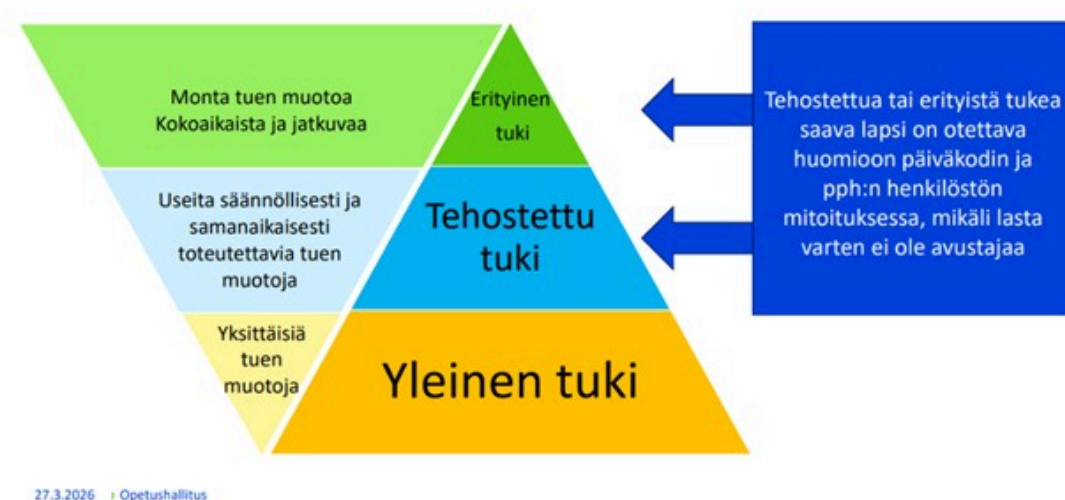 Monta tuen muotoa
Kokoaikaista ja jatkuvaa
Erityinen
tuki
Tehostettua tai erityistä tukea
saava lapsi on otettava
huomioon päiväkodin ja
pph:n henkilöstön
mitoituksessa, mikäli lasta
varten ei ole avustajaa
Useita säännöllisesti ja
samanaikaisesti
toteutettavia tuen
muotoja
Tehostettu
tuki
Yksittäisiä
tuen
muotoja
Yleinen tuki
27.3.2026 | Opetushallitus